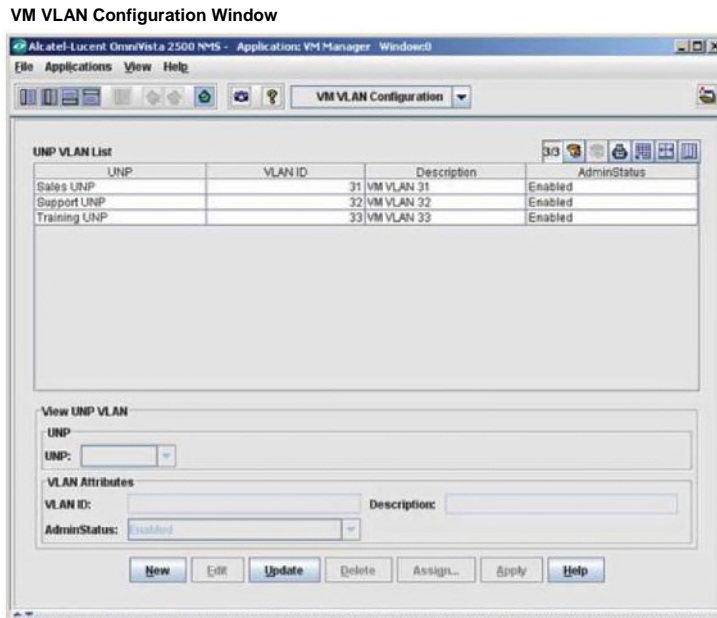 VM VLAN Configuration Window
Alcatel-Lucent OmniVista 2500 NMS - Application: VM Manager Window:0
File Applications View Help
VM VLAN Configuration
UNP VLAN List
3/3
UNP VLAN ID Description AdminStatus
Sales UNP 31 VM VLAN 31 Enabled
Support UNP 32 VM VLAN 32 Enabled
Training UNP 33 VM VLAN 33 Enabled
View UNP VLAN
UNP
UNP:
VLAN Attributes
VLAN ID: Description:
AdminStatus: Enabled
New Edit Update Delete Assign... Apply Help